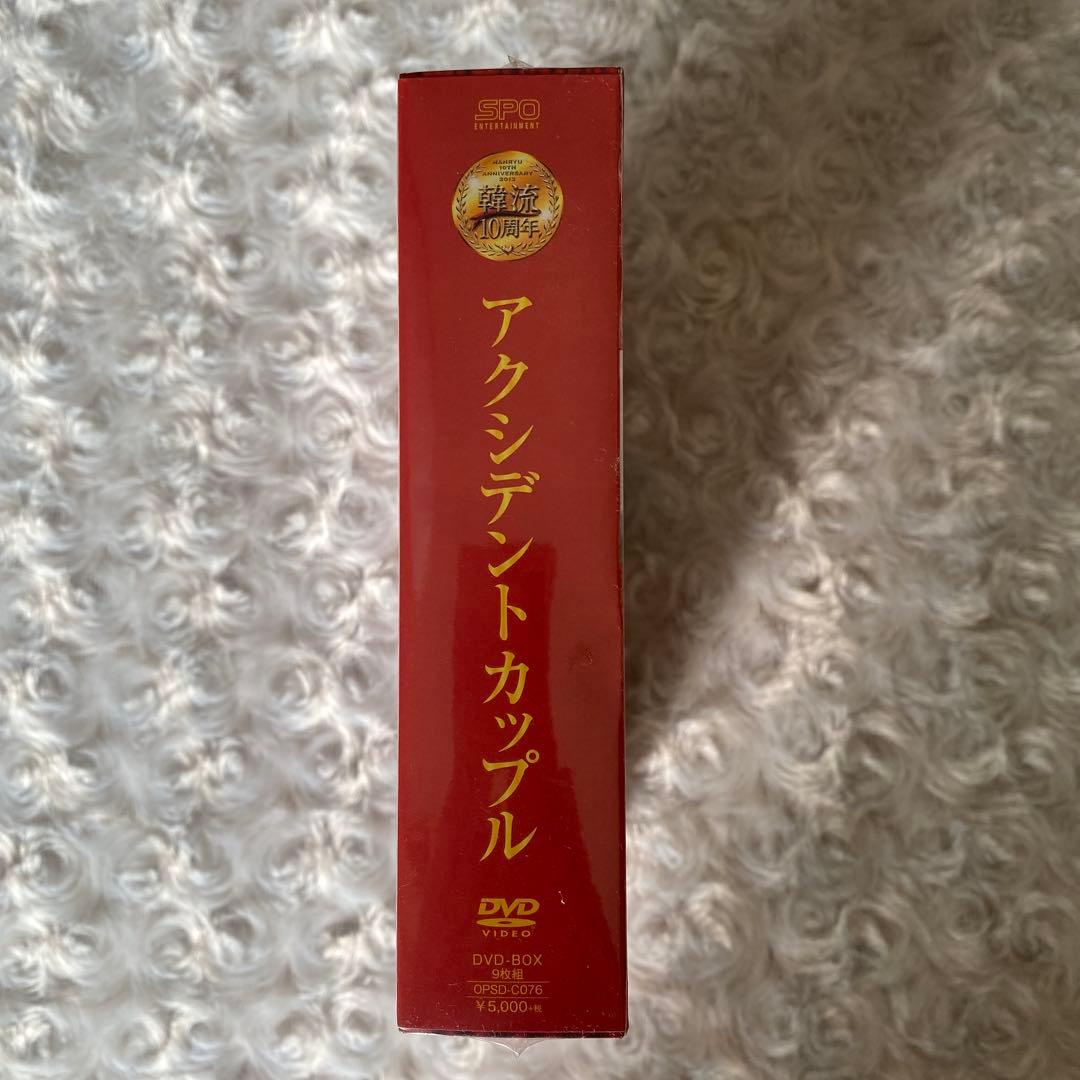 SPO
ENTERTAINMENT
HANRYU
10TH
ANNIVERSARY
2013
韓流
10周年
アクシデントカップル
DVD
VIDEO
DVD-BOX
9枚組
OPSD-C076
¥5,000+税